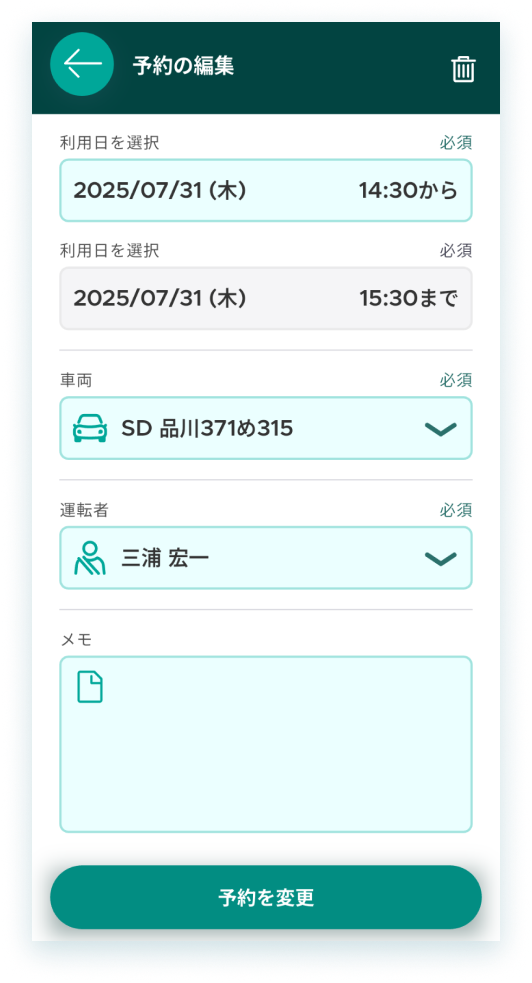 予約の編集
利用日を選択 必須
2025/07/31 (木) 14:30から
利用日を選択 必須
2025/07/31 (木) 15:30まで
車両 必須
SD 品川371め315
運転者 必須
三浦 宏一
メモ
予約を変更